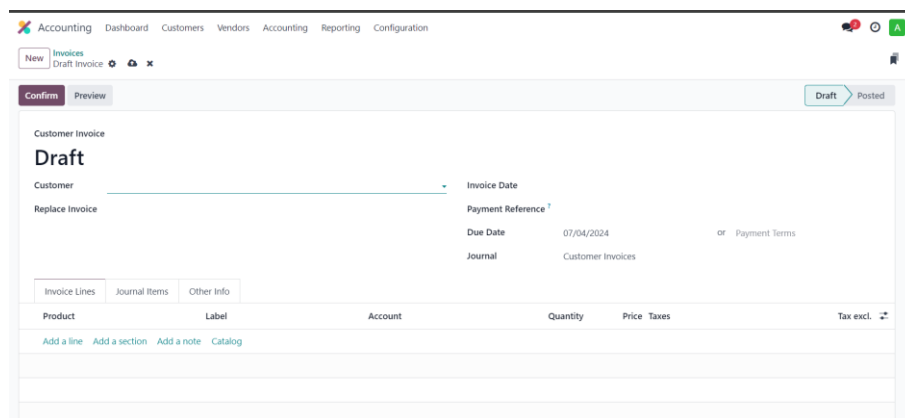 Accounting Dashboard Customers Vendors Accounting Reporting Configuration 2 A
New Invoices
Draft Invoice
Confirm Preview Draft Posted
Customer Invoice
Draft
Customer Invoice Date
Replace Invoice Payment Reference ?
Due Date 07/04/2024 or Payment Terms
Journal Customer Invoices
Invoice Lines Journal Items Other Info
Product Label Account Quantity Price Taxes Tax excl.
Add a line Add a section Add a note Catalog